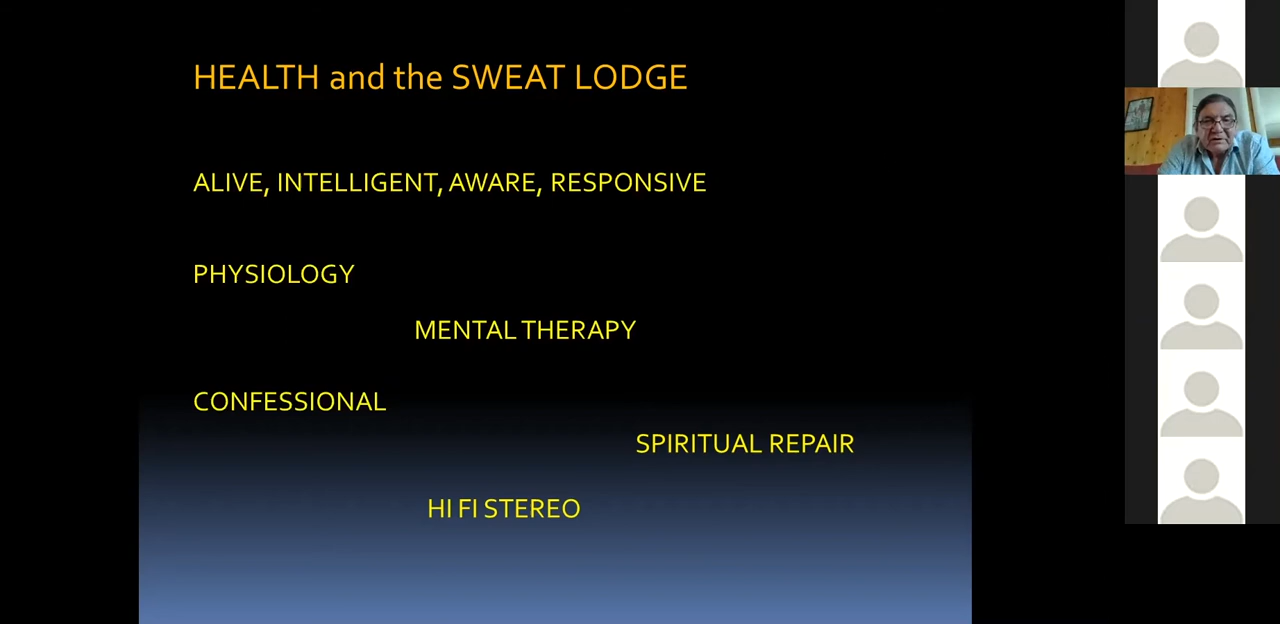 HEALTH and the SWEAT LODGE
ALIVE, INTELLIGENT, AWARE, RESPONSIVE
PHYSIOLOGY
MENTAL THERAPY
CONFESSIONAL
SPIRITUAL REPAIR
HI FI STEREO